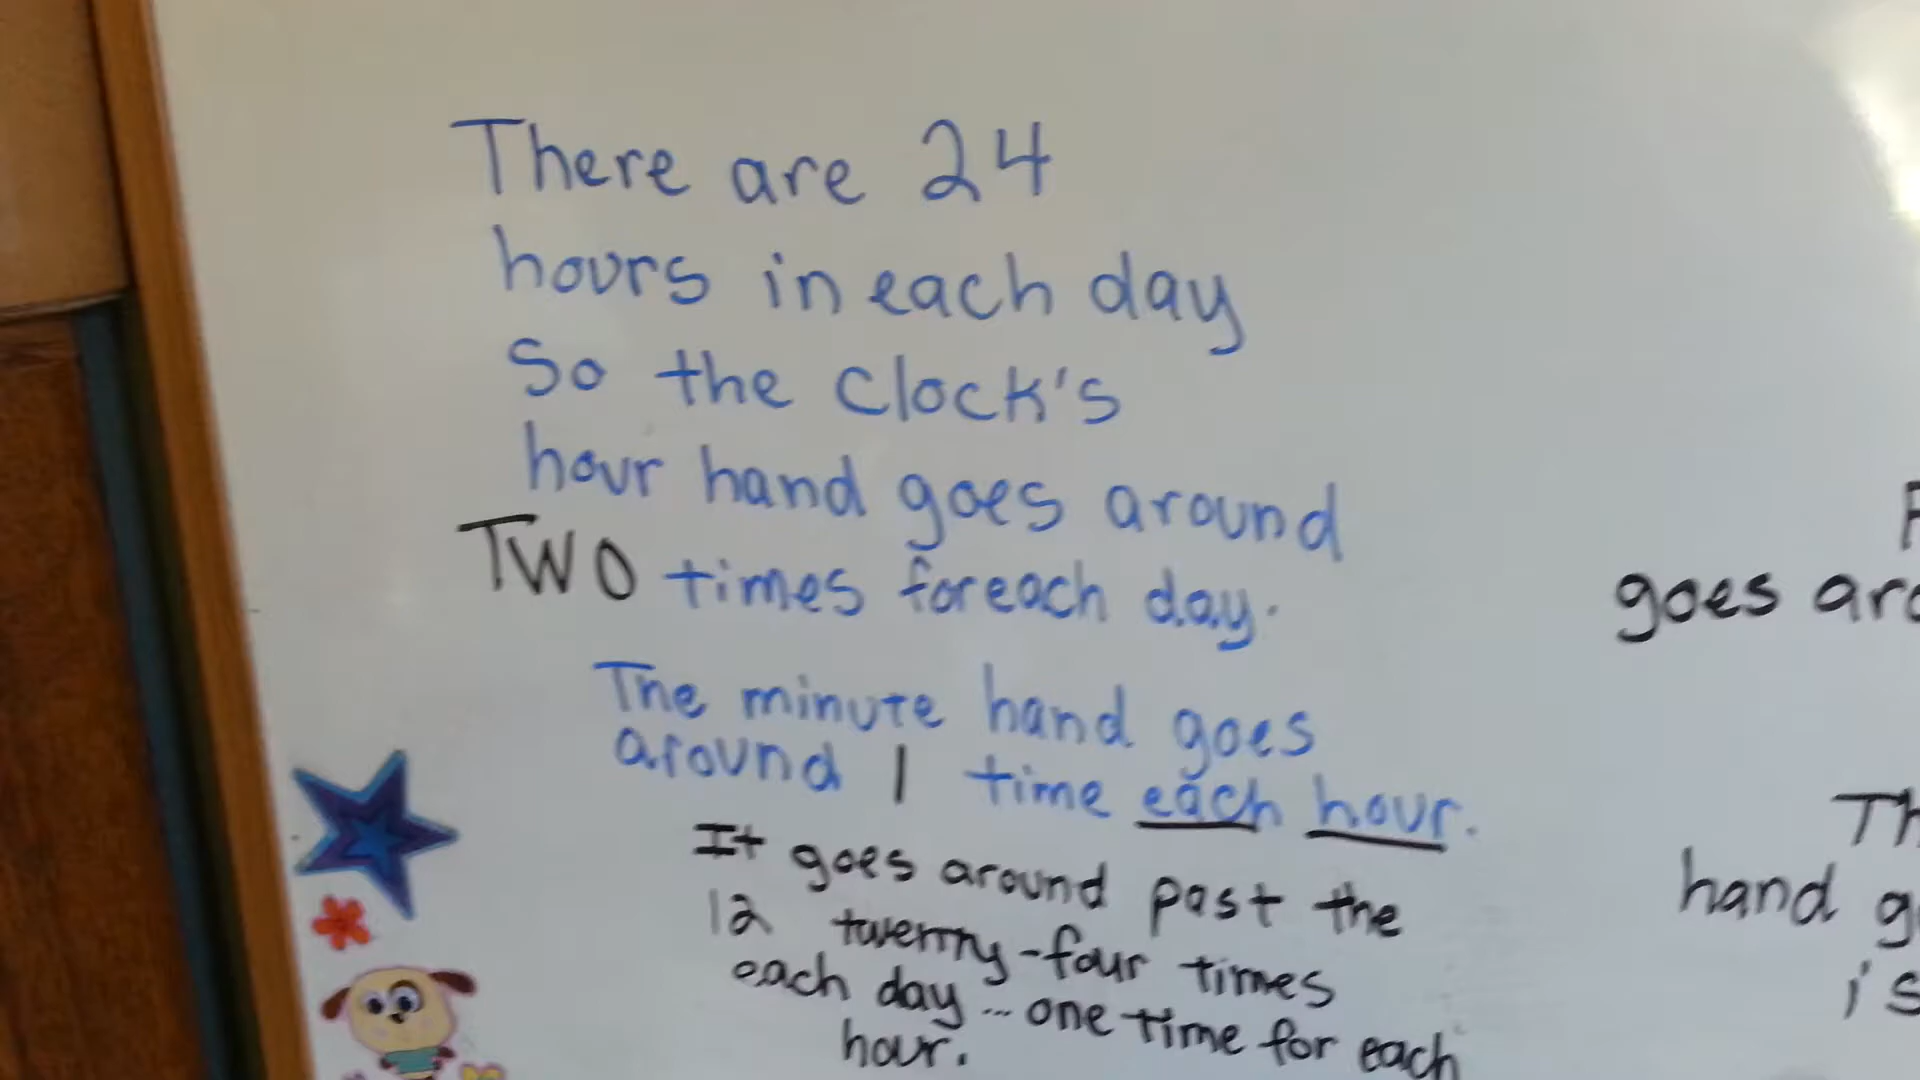 There are 24
hours in each day
So the clock's
hour hand goes around
TWO times for each day.
The minute hand goes
around 1 time each hour.
It goes around past the
12 twenty-four times
each day... one time for each
hour.
goes
Th
hand g
is